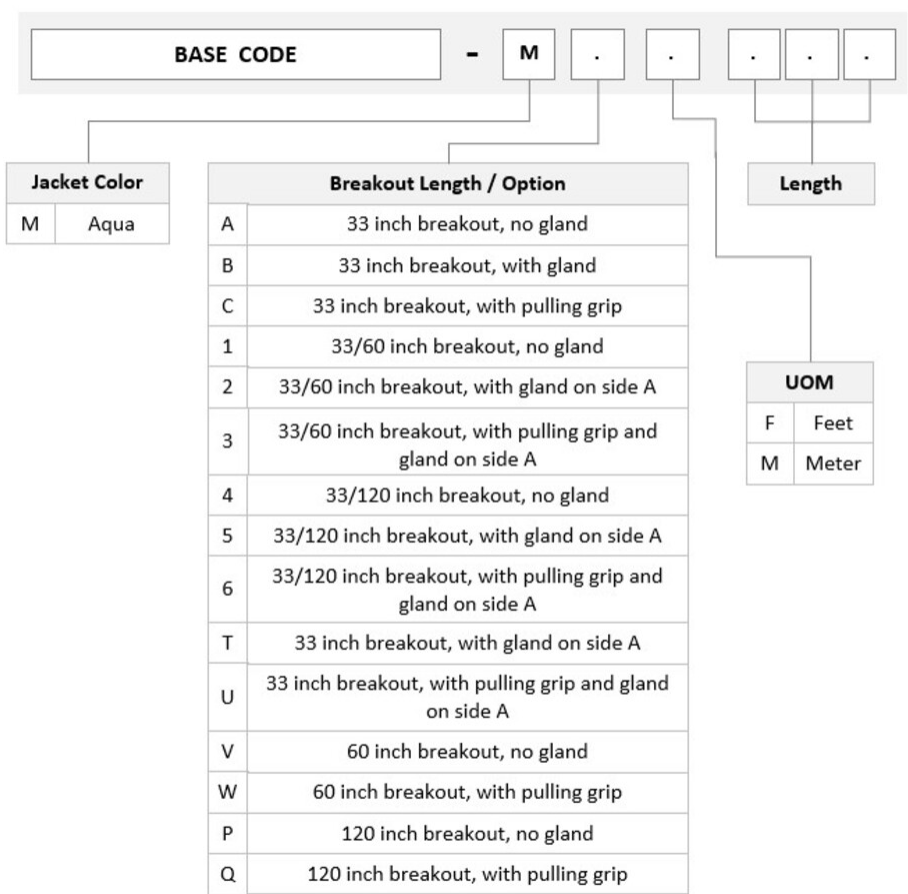 BASE CODE - M . . . . .
Jacket Color
M Aqua
Breakout Length / Option
A 33 inch breakout, no gland
B 33 inch breakout, with gland
C 33 inch breakout, with pulling grip
1 33/60 inch breakout, no gland
2 33/60 inch breakout, with gland on side A
3 33/60 inch breakout, with pulling grip and
gland on side A
4 33/120 inch breakout, no gland
5 33/120 inch breakout, with gland on side A
6 33/120 inch breakout, with pulling grip and
gland on side A
T 33 inch breakout, with gland on side A
U 33 inch breakout, with pulling grip and gland
on side A
V 60 inch breakout, no gland
W 60 inch breakout, with pulling grip
P 120 inch breakout, no gland
Q 120 inch breakout, with pulling grip
Length
UOM
F Feet
M Meter